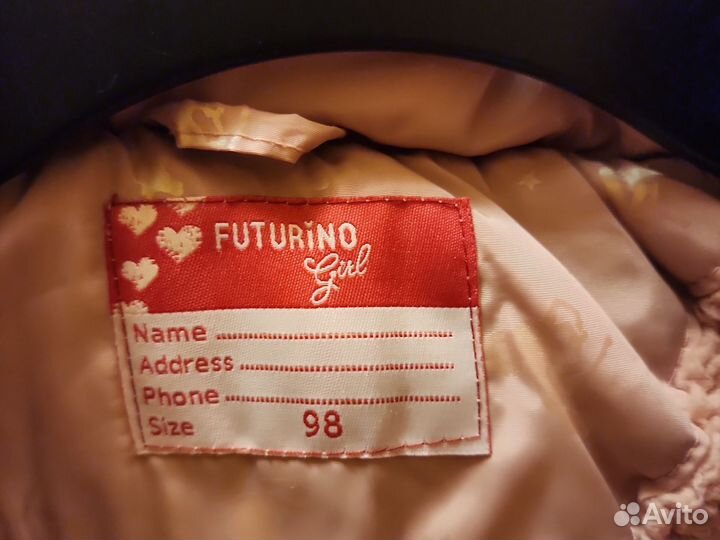 FUTURINO
Girl
Name
Address
Phone
Size 98
Avito